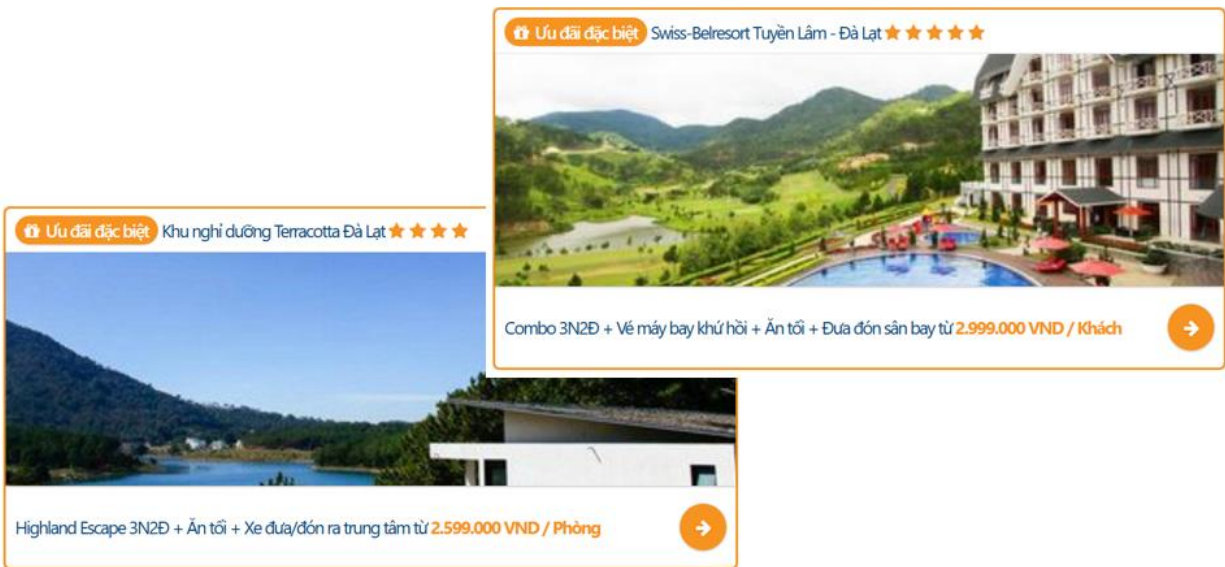 Ưu đãi đặc biệt Swiss-Belresort Tuyền Lâm - Đà Lạt
Combo 3N2Đ + Vé máy bay khứ hồi + Ăn tối + Đưa đón sân bay từ 2.999.000 VND / Khách
Ưu đãi đặc biệt Khu nghỉ dưỡng Terracotta Đà Lạt
Highland Escape 3N2Đ + Ăn tối + Xe đưa/đón ra trung tâm từ 2.599.000 VND / Phòng